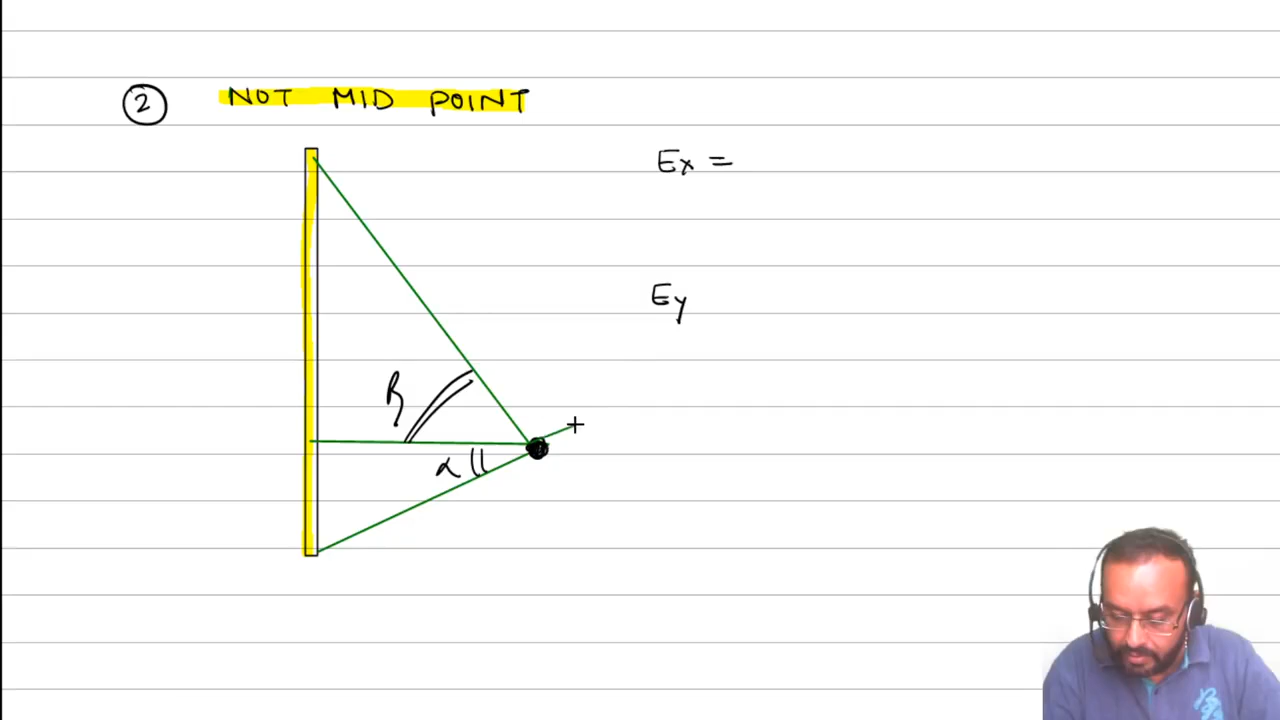 ② NOT MID POINT
Ex =
Ey
β
α